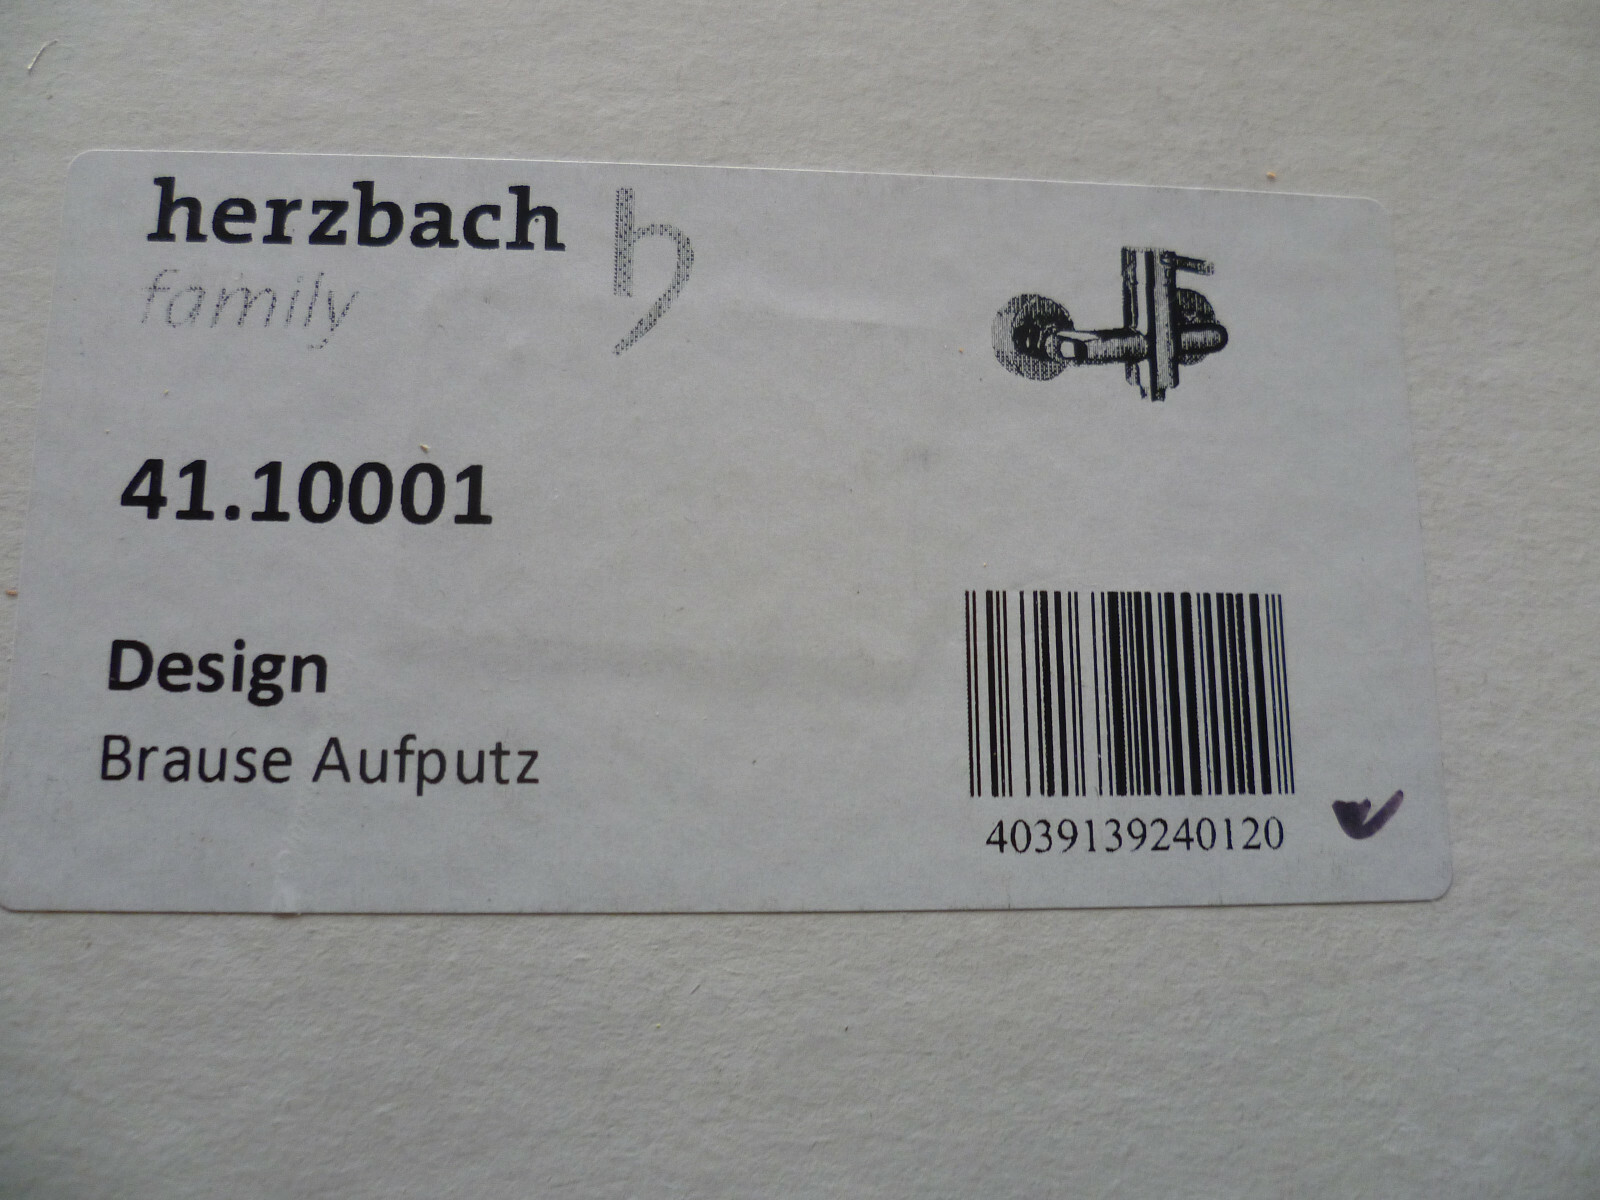 herzbach
family
41.10001
Design
Brause Aufputz
4039139240120